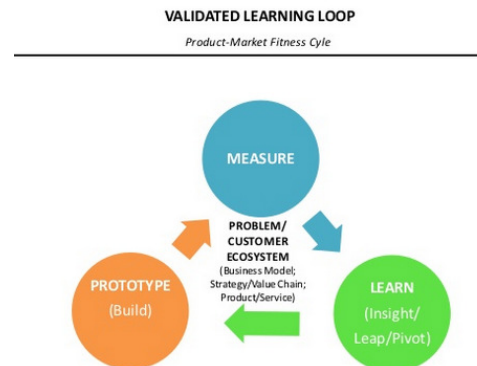 VALIDATED LEARNING LOOP
Product-Market Fitness Cyle
MEASURE
PROBLEM/
CUSTOMER
ECOSYSTEM
(Business Model;
Strategy/Value Chain;
Product/Service)
PROTOTYPE
(Build)
LEARN
(Insight/
Leap/Pivot)